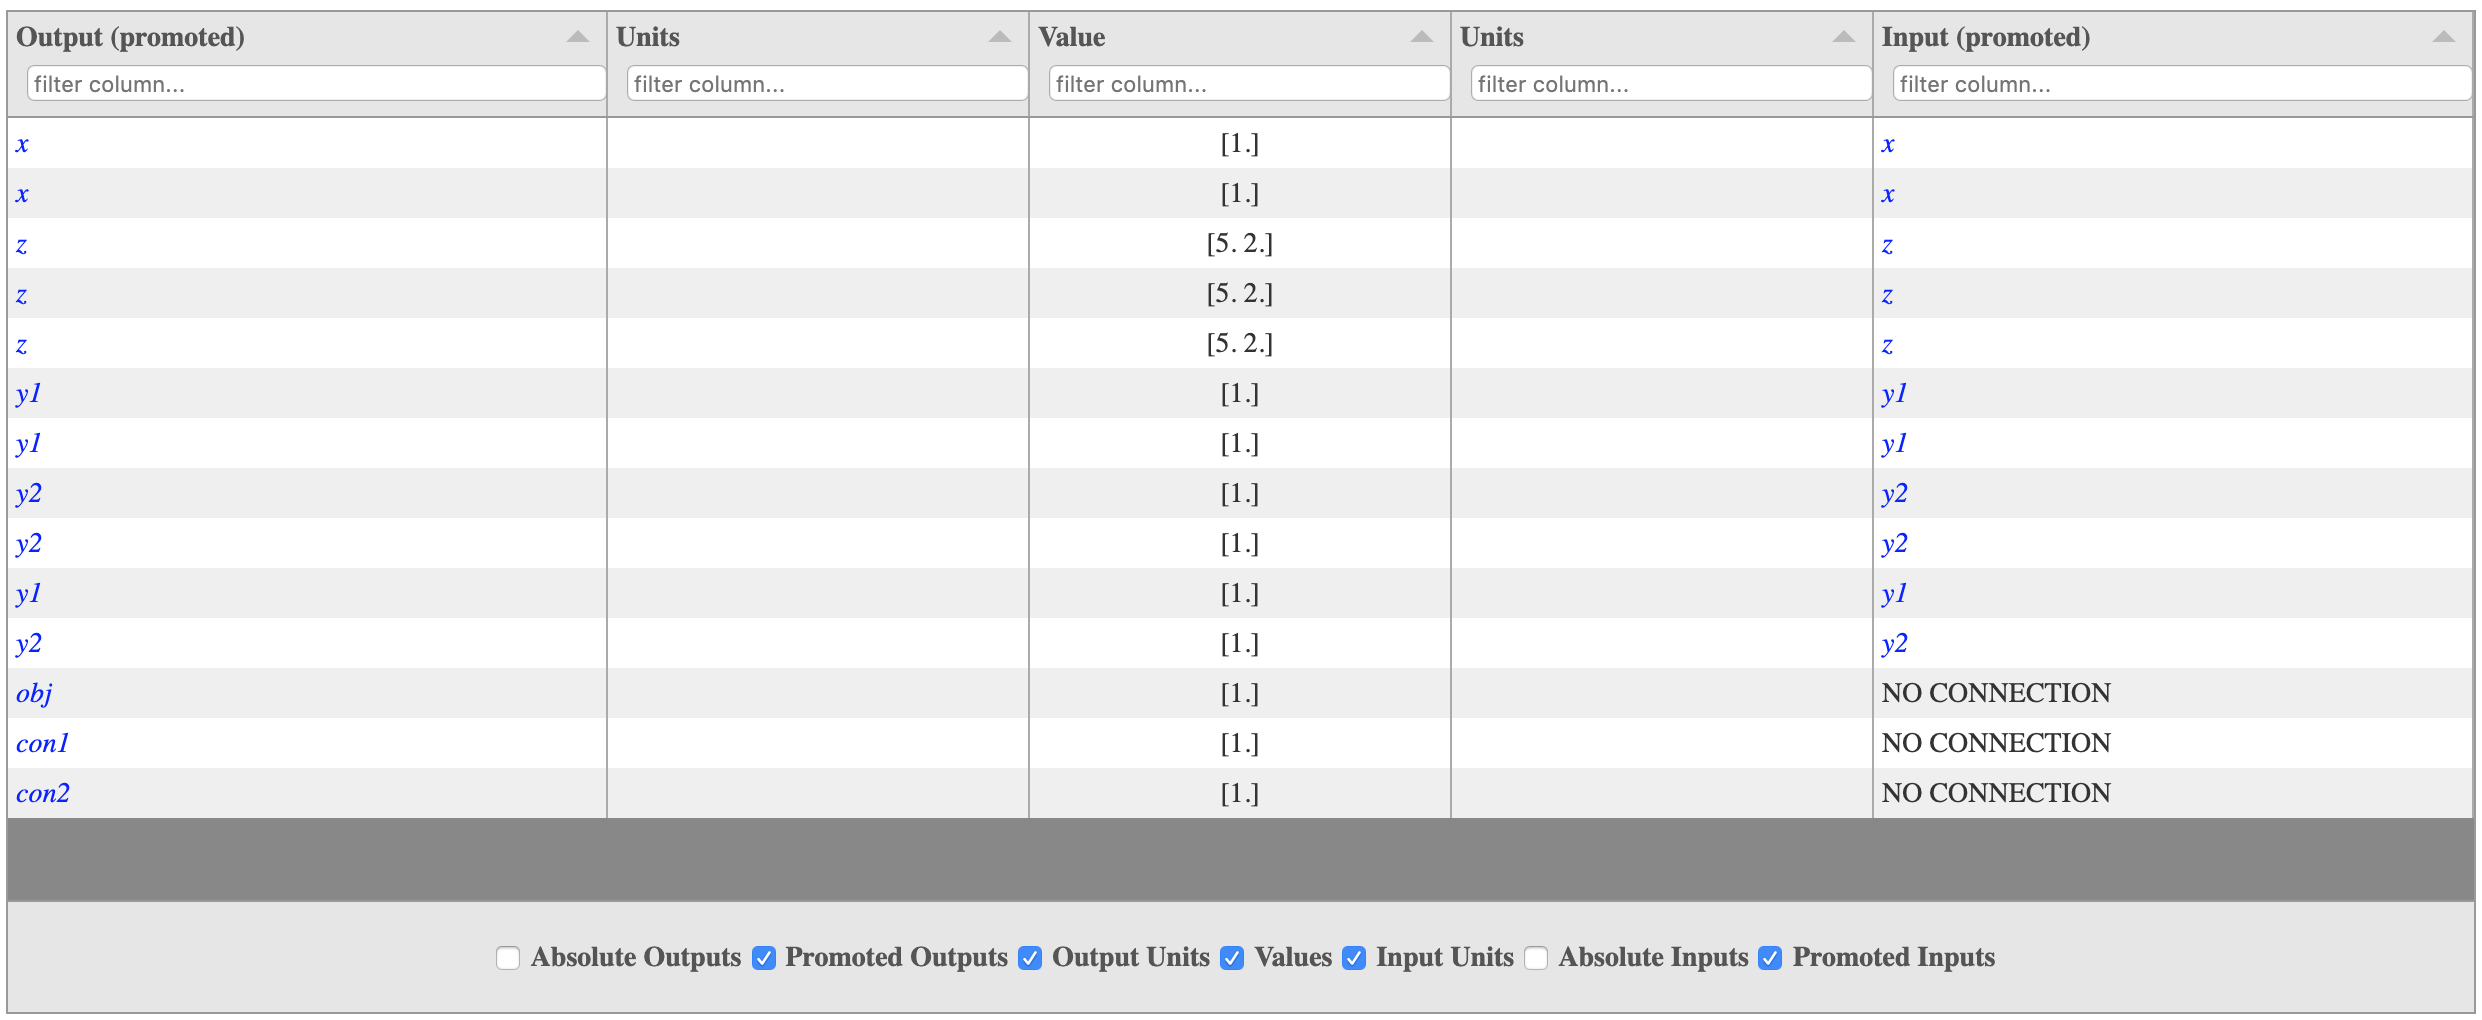 Output (promoted) Units Value Units Input (promoted)
filter column... filter column... filter column... filter column... filter column...
x [1.] x
x [1.] x
z [5. 2.] z
z [5. 2.] z
z [5. 2.] z
y1 [1.] y1
y1 [1.] y1
y2 [1.] y2
y2 [1.] y2
y1 [1.] y1
y2 [1.] y2
obj [1.] NO CONNECTION
con1 [1.] NO CONNECTION
con2 [1.] NO CONNECTION
Absolute Outputs Promoted Outputs Output Units Values Input Units Absolute Inputs Promoted Inputs